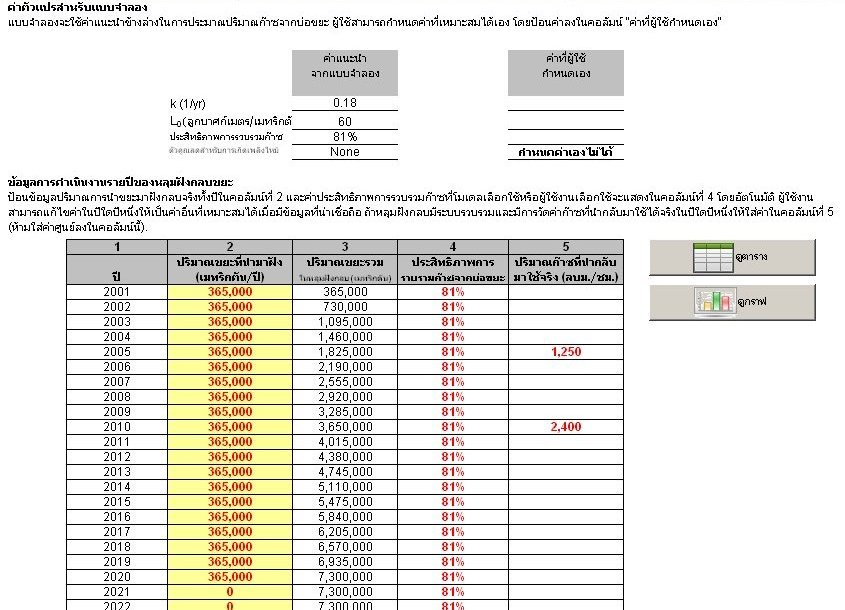 ค่าตัวแปรสำหรับแบบจำลอง
แบบจำลองจะใช้ค่าแนะนำข้างล่างในการประมาณปริมาณก๊าซจากบ่อขยะ ผู้ใช้สามารถกำหนดค่าที่เหมาะสมได้เอง โดยป้อนค่าลงในคอลัมน์ "ค่าที่ผู้ใช้กำหนดเอง"
ค่าแนะนำ ค่าที่ผู้ใช้
จากแบบจำลอง กำหนดเอง
k (1/yr) 0.18
L₀(ลูกบาศก์เมตร/เมทริกตั 60
ประสิทธิภาพการรวบรวมก๊าซ 81%
ตัวคูณลดสำหรับการเกิดเพลิงไหม้ None กำหนดค่าเองไม่ได้
ข้อมูลการดำเนินงานรายปีของหลุมฝังกลบขยะ
ป้อนข้อมูลปริมาณการนำขยะมาฝังกลบจริงทั้งปีในคอลัมน์ที่ 2 และค่าประสิทธิภาพการรวบรวมก๊าซที่โมเดลเลือกใช้หรือผู้ใช้งานเลือกใช้จะแสดงในคอลัมน์ที่ 4 โดยอัตโนมัติ ผู้ใช้งาน
สามารถแก้ไขค่าในปีใดปีหนึ่งให้เป็นค่าอื่นที่เหมาะสมได้เมื่อมีข้อมูลที่น่าเชื่อถือ ถ้าหลุมฝังกลบมีระบบรวบรวมและมีการวัดค่าก๊าซที่นำกลับมาใช้ได้จริงในปีใดปีหนึ่งให้ใส่ค่าในคอลัมน์ที่ 5
(ห้ามใส่ค่าศูนย์ลงในคอลัมน์นี้).
1 2 3 4 5
ปริมาณขยะที่นำมาฝัง ปริมาณขยะรวม ประสิทธิภาพการ ปริมาณก๊าซที่นำกลับ
ปี (เมทริกตัน/ปี) ในหลุมฝังกลบ (เมทริกตัน) รวบรวมก๊าซจากบ่อขยะ มาใช้จริง (ลบม./ชม.)
2001 365,000 365,000 81%
2002 365,000 730,000 81%
2003 365,000 1,095,000 81%
2004 365,000 1,460,000 81%
2005 365,000 1,825,000 81% 1,250
2006 365,000 2,190,000 81%
2007 365,000 2,555,000 81%
2008 365,000 2,920,000 81%
2009 365,000 3,285,000 81%
2010 365,000 3,650,000 81% 2,400
2011 365,000 4,015,000 81%
2012 365,000 4,380,000 81%
2013 365,000 4,745,000 81%
2014 365,000 5,110,000 81%
2015 365,000 5,475,000 81%
2016 365,000 5,840,000 81%
2017 365,000 6,205,000 81%
2018 365,000 6,570,000 81%
2019 365,000 6,935,000 81%
2020 365,000 7,300,000 81%
2021 0 7,300,000 81%
2022 0 7,300,000 81%
ดูตาราง
ดูกราฟ